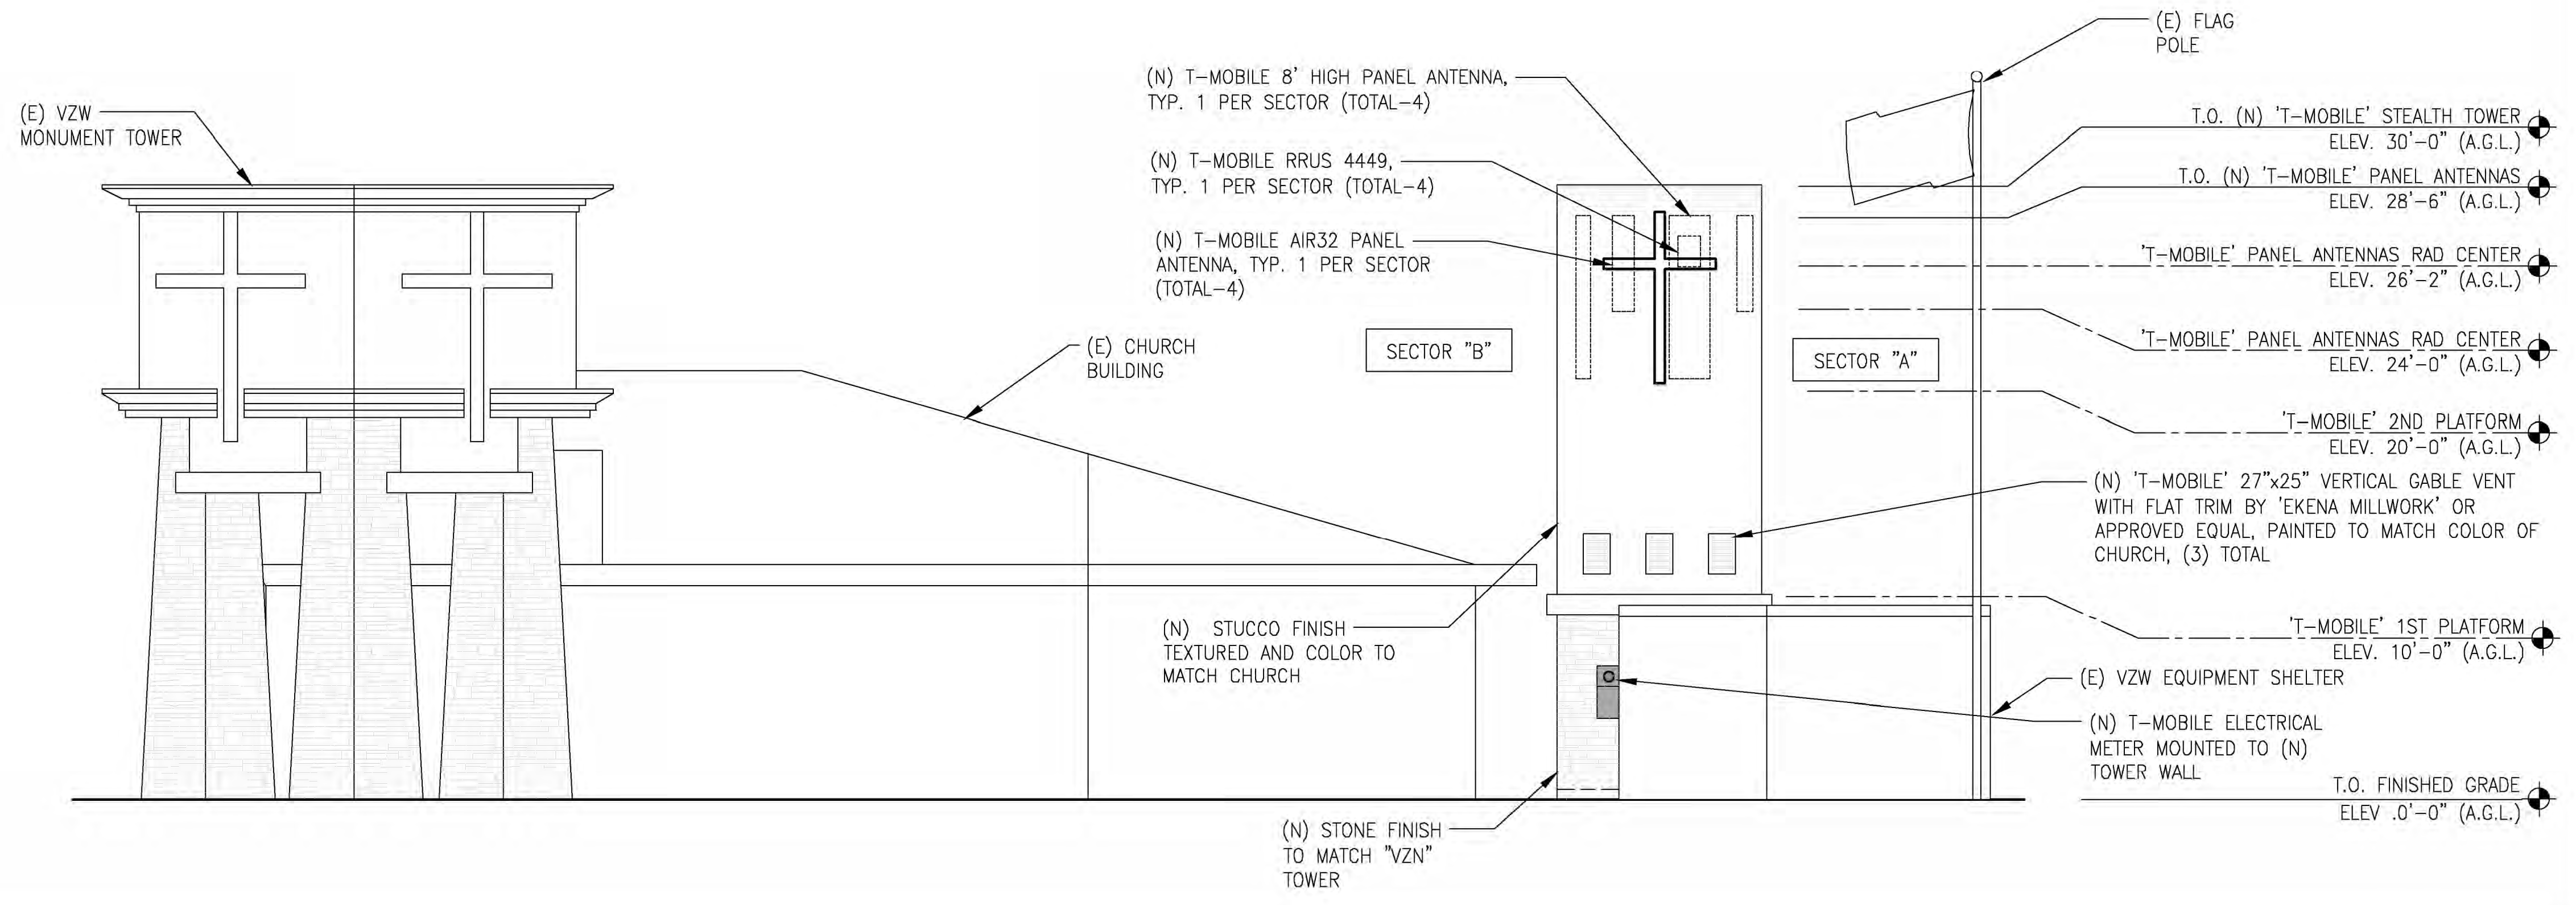 (E) FLAG
POLE
(E) VZW
MONUMENT TOWER
(N) T-MOBILE 8' HIGH PANEL ANTENNA,
TYP. 1 PER SECTOR (TOTAL-4)
(N) T-MOBILE RRUS 4449,
TYP. 1 PER SECTOR (TOTAL-4)
(N) T-MOBILE AIR32 PANEL
ANTENNA, TYP. 1 PER SECTOR
(TOTAL-4)
(E) CHURCH
BUILDING
SECTOR "B"
SECTOR "A"
T.O. (N) 'T-MOBILE' STEALTH TOWER
ELEV. 30'-0" (A.G.L.)
T.O. (N) 'T-MOBILE' PANEL ANTENNAS
ELEV. 28'-6" (A.G.L.)
'T-MOBILE' PANEL ANTENNAS RAD CENTER
ELEV. 26'-2" (A.G.L.)
'T-MOBILE' PANEL ANTENNAS RAD CENTER
ELEV. 24'-0" (A.G.L.)
'T-MOBILE' 2ND PLATFORM
ELEV. 20'-0" (A.G.L.)
(N) 'T-MOBILE' 27"x25" VERTICAL GABLE VENT
WITH FLAT TRIM BY 'EKENA MILLWORK' OR
APPROVED EQUAL, PAINTED TO MATCH COLOR OF
CHURCH, (3) TOTAL
(N) STUCCO FINISH
TEXTURED AND COLOR TO
MATCH CHURCH
'T-MOBILE' 1ST PLATFORM
ELEV. 10'-0" (A.G.L.)
(E) VZW EQUIPMENT SHELTER
(N) T-MOBILE ELECTRICAL
METER MOUNTED TO (N)
TOWER WALL
T.O. FINISHED GRADE
ELEV .0'-0" (A.G.L.)
(N) STONE FINISH
TO MATCH "VZN"
TOWER